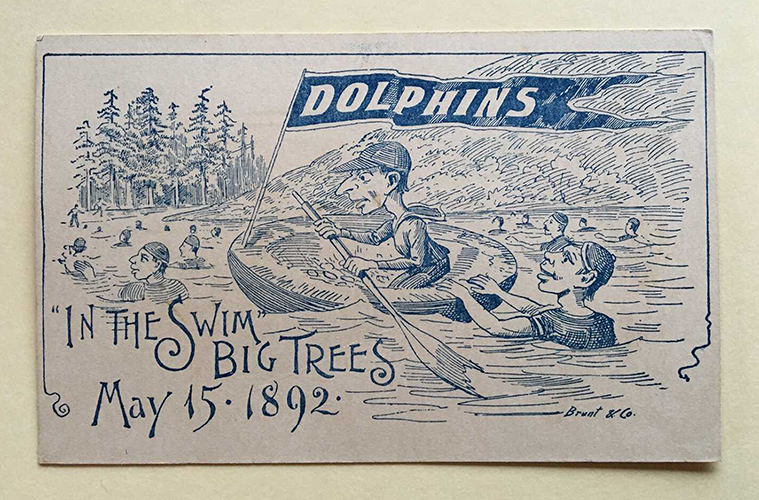 DOLPHINS
"IN THE SWIM"
BIG TREES
May 15 · 1892 ·
Brunt & Co.